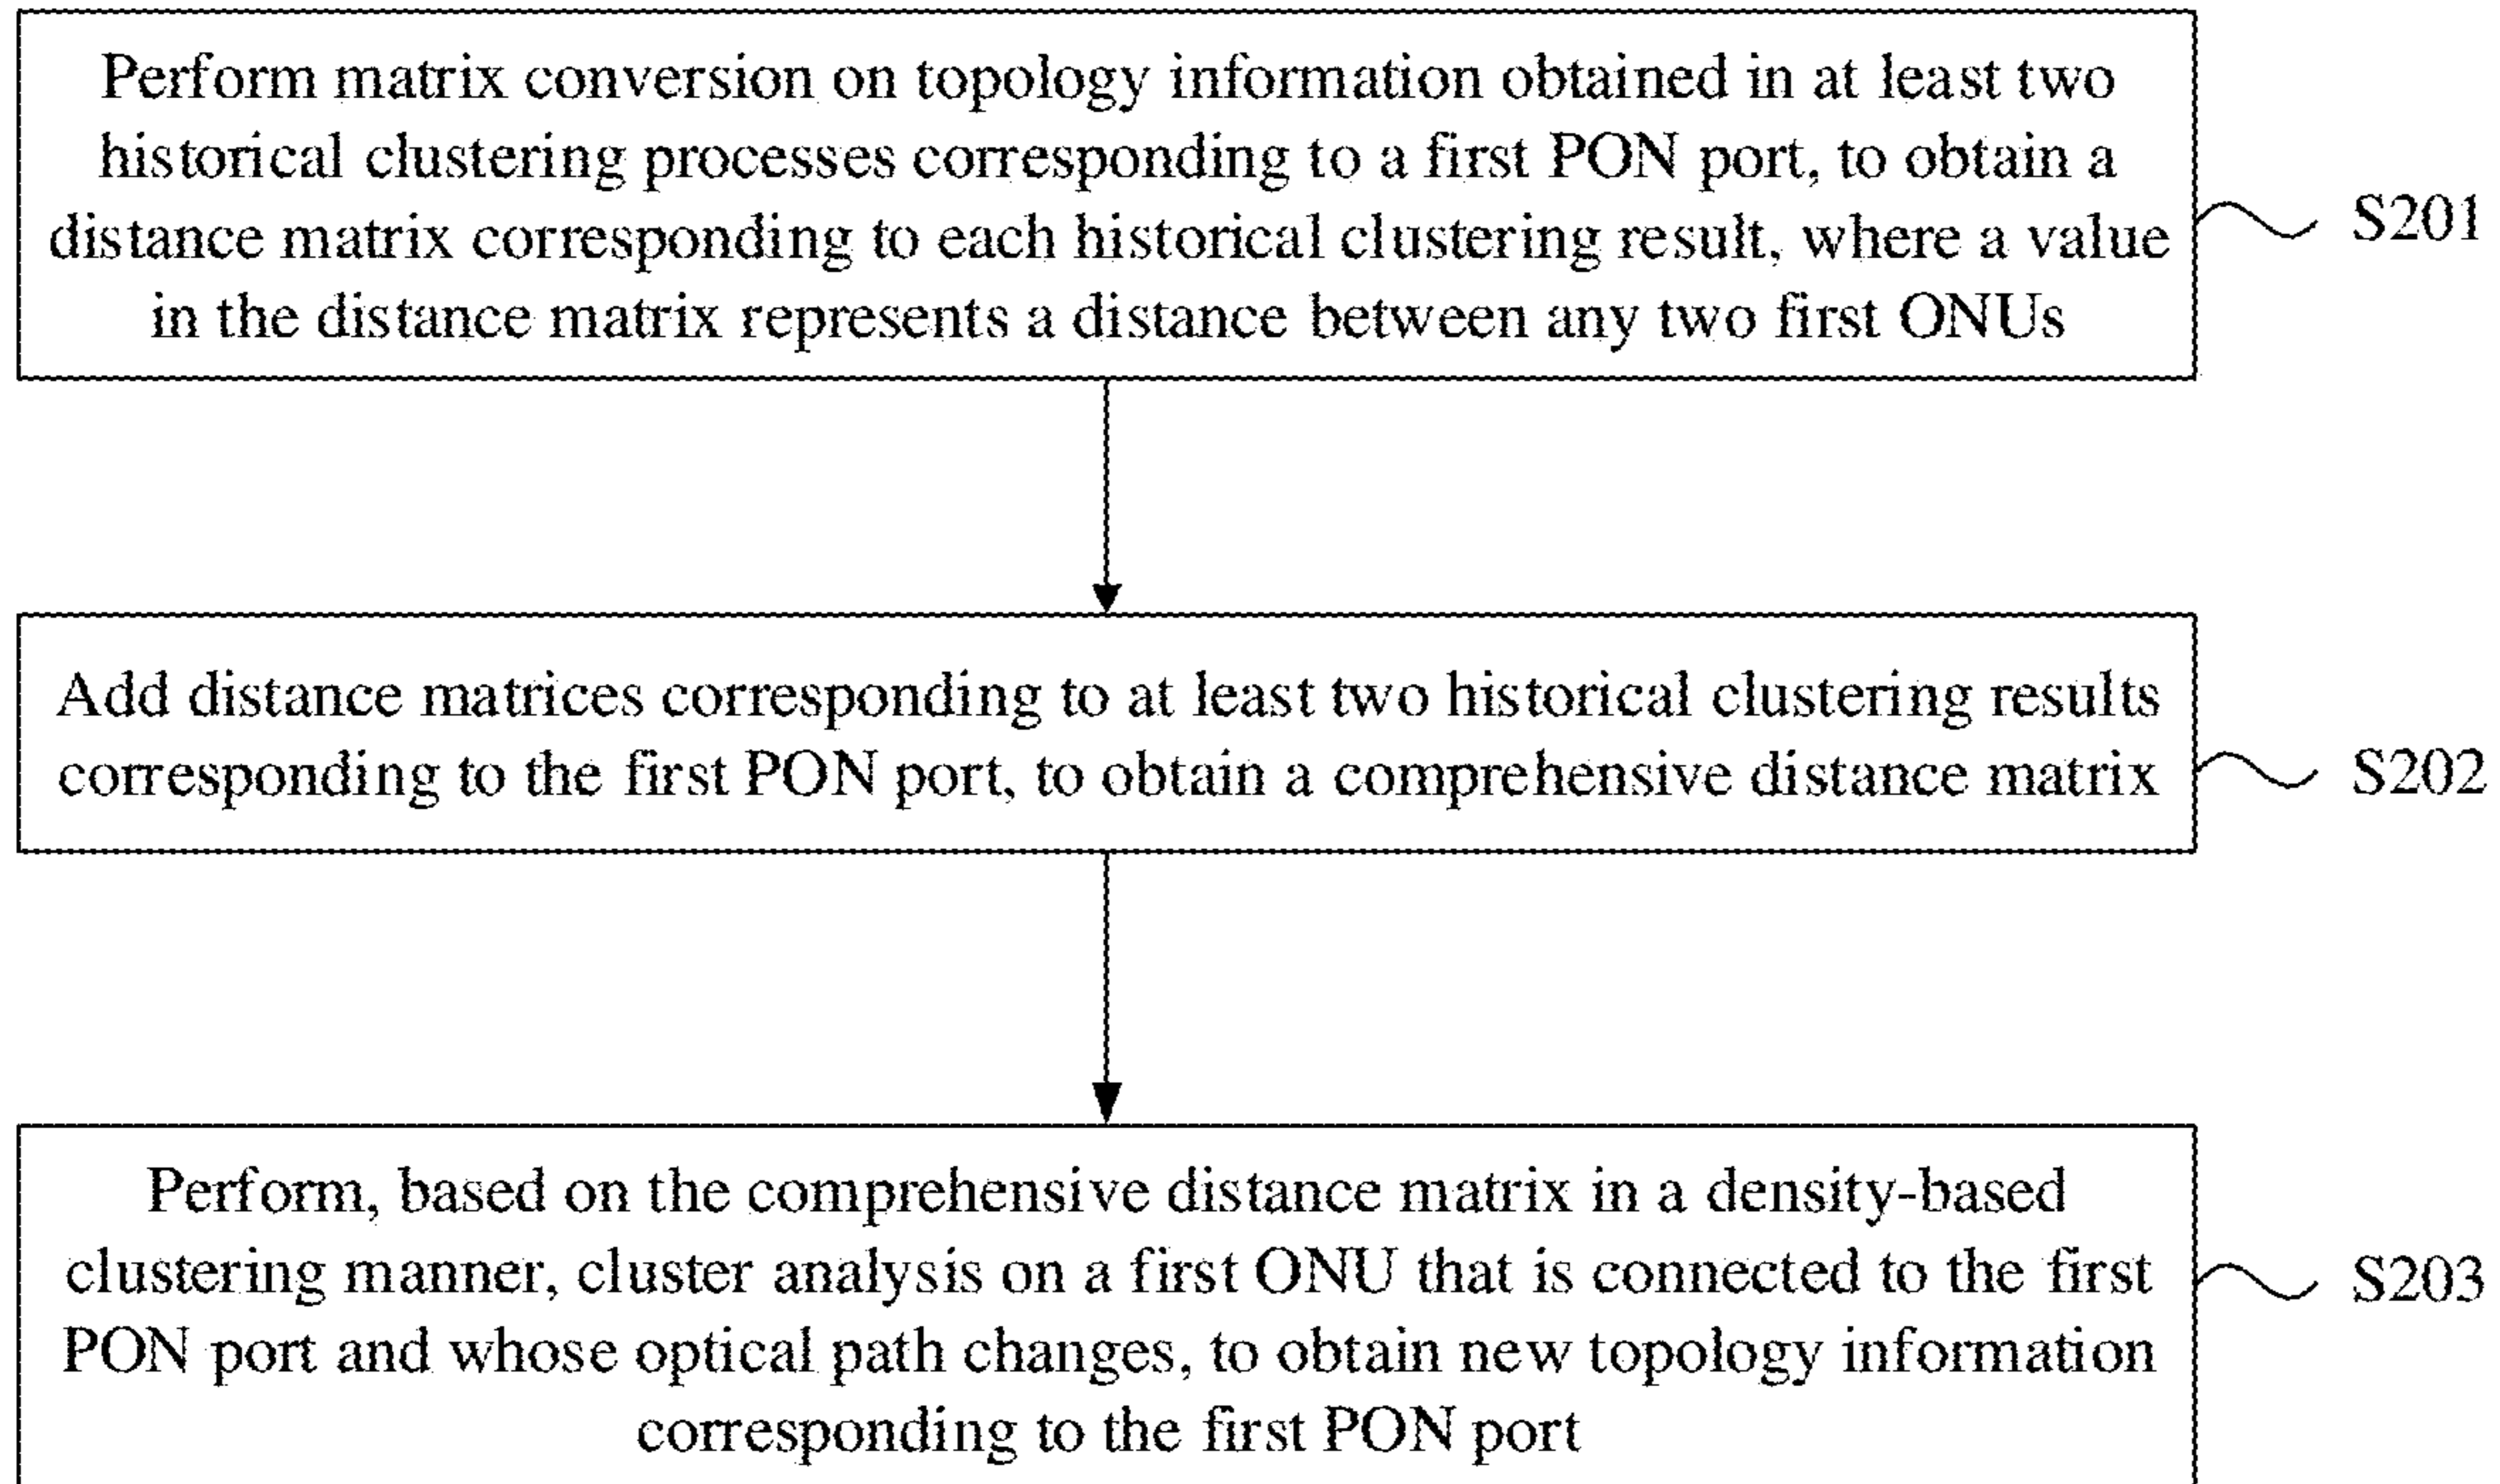 Perform matrix conversion on topology information obtained in at least two
historical clustering processes corresponding to a first PON port, to obtain a
distance matrix corresponding to each historical clustering result, where a value
in the distance matrix represents a distance between any two first ONUs
S201
Add distance matrices corresponding to at least two historical clustering results
corresponding to the first PON port, to obtain a comprehensive distance matrix
S202
Perform, based on the comprehensive distance matrix in a density-based
clustering manner, cluster analysis on a first ONU that is connected to the first
PON port and whose optical path changes, to obtain new topology information
corresponding to the first PON port
S203